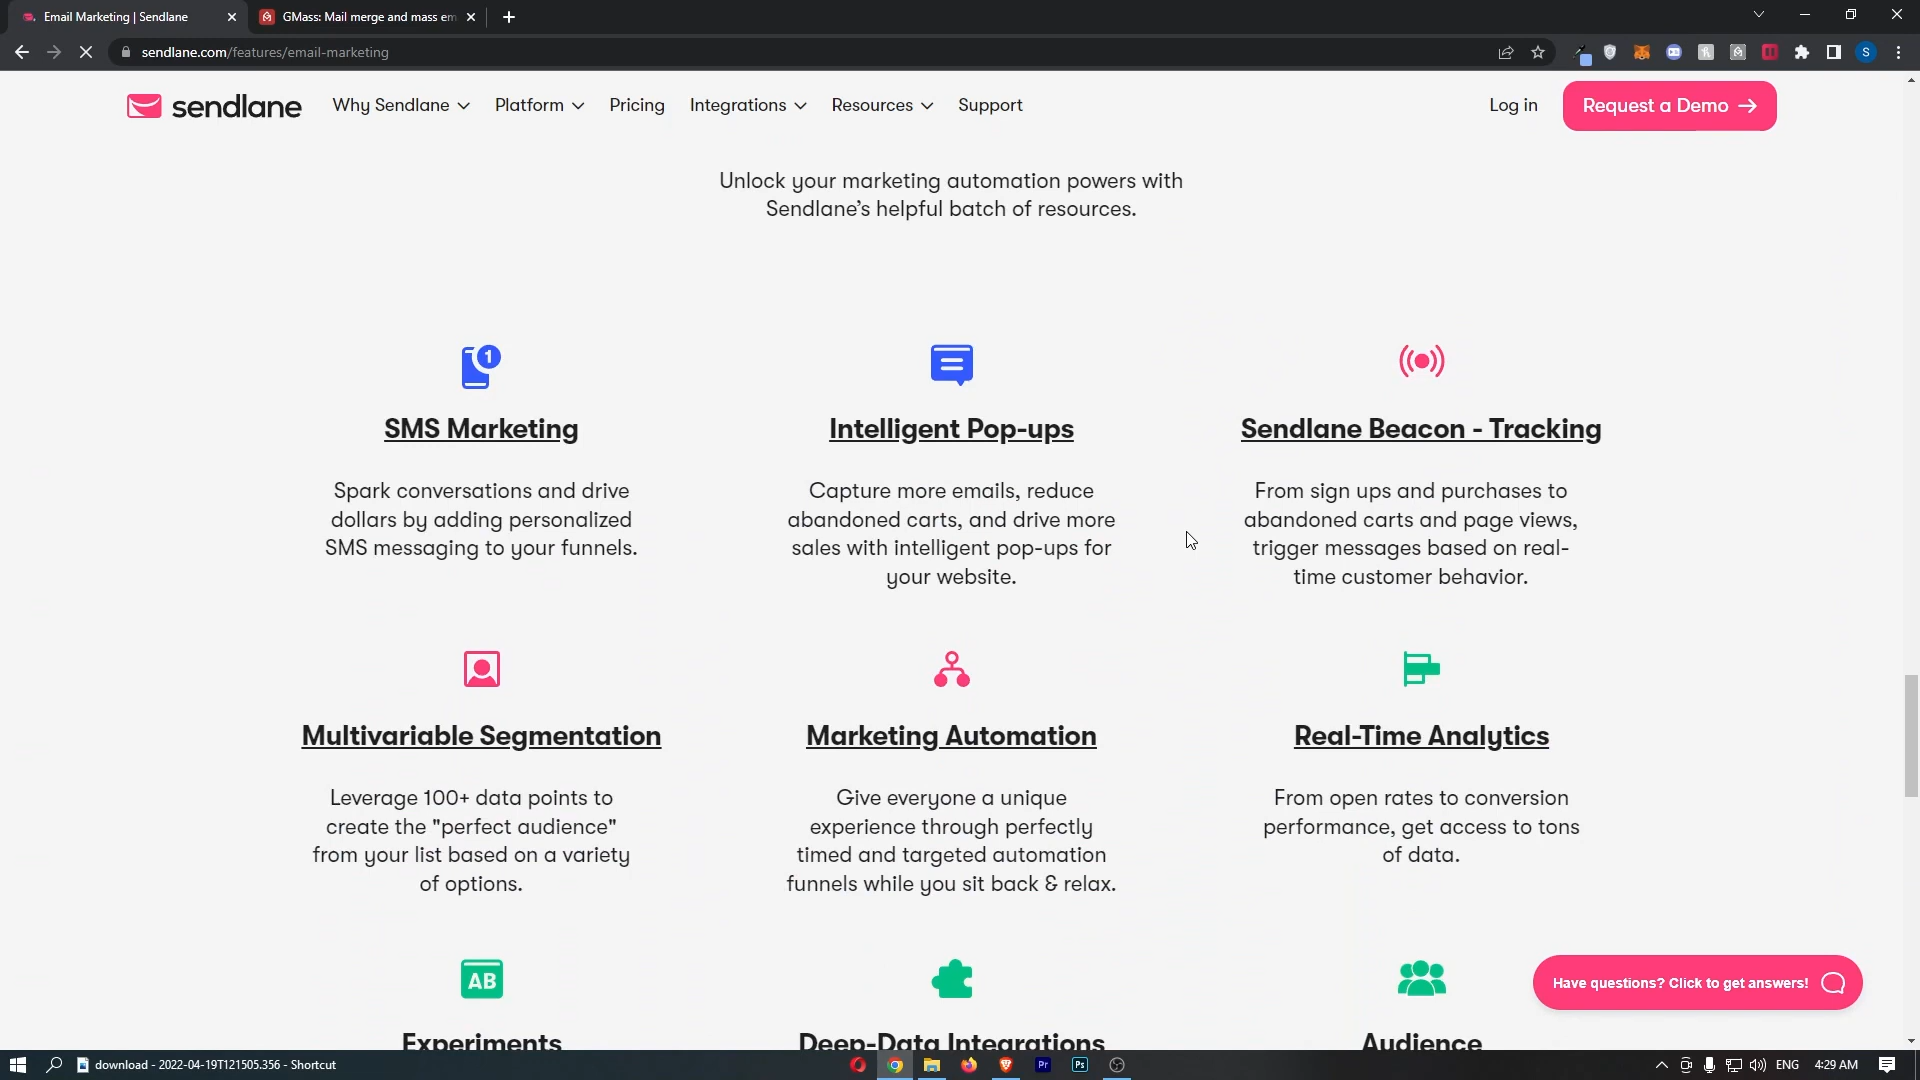 Email Marketing | Sendlane
GMass: Mail merge and mass em
sendlane.com/features/email-marketing
S
sendlane
Why Sendlane
Platform
Pricing
Integrations
Resources
Support
Log in
Request a Demo →
Unlock your marketing automation powers with
Sendlane's helpful batch of resources.
1
SMS Marketing
Spark conversations and drive
dollars by adding personalized
SMS messaging to your funnels.
Intelligent Pop-ups
Capture more emails, reduce
abandoned carts, and drive more
sales with intelligent pop-ups for
your website.
Sendlane Beacon - Tracking
From sign ups and purchases to
abandoned carts and page views,
trigger messages based on real-
time customer behavior.
Multivariable Segmentation
Leverage 100+ data points to
create the "perfect audience"
from your list based on a variety
of options.
Marketing Automation
Give everyone a unique
experience through perfectly
timed and targeted automation
funnels while you sit back & relax.
Real-Time Analytics
From open rates to conversion
performance, get access to tons
of data.
AB
Experiments
Deep-Data Integrations
Audience
Have questions? Click to get answers!
download - 2022-04-19T121505.356 - Shortcut
Pr
Ps
ENG
4:29 AM